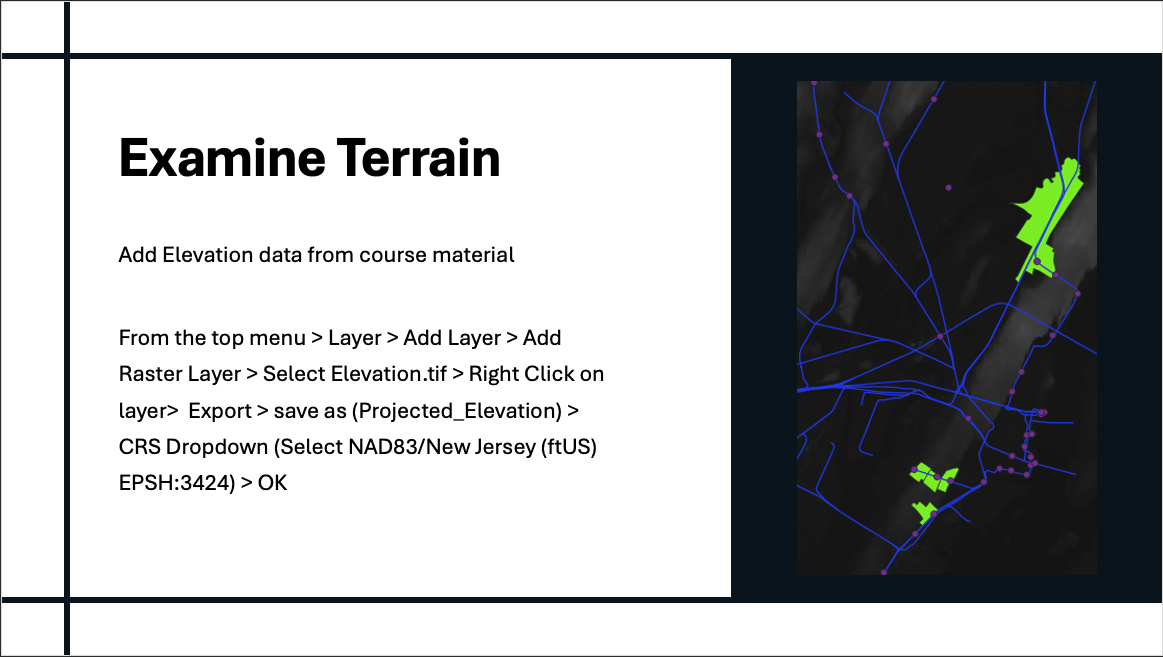 Examine Terrain
Add Elevation data from course material
From the top menu > Layer > Add Layer > Add
Raster Layer > Select Elevation.tif > Right Click on
layer>  Export > save as (Projected_Elevation) >
CRS Dropdown (Select NAD83/New Jersey (ftUS)
EPSH:3424) > OK